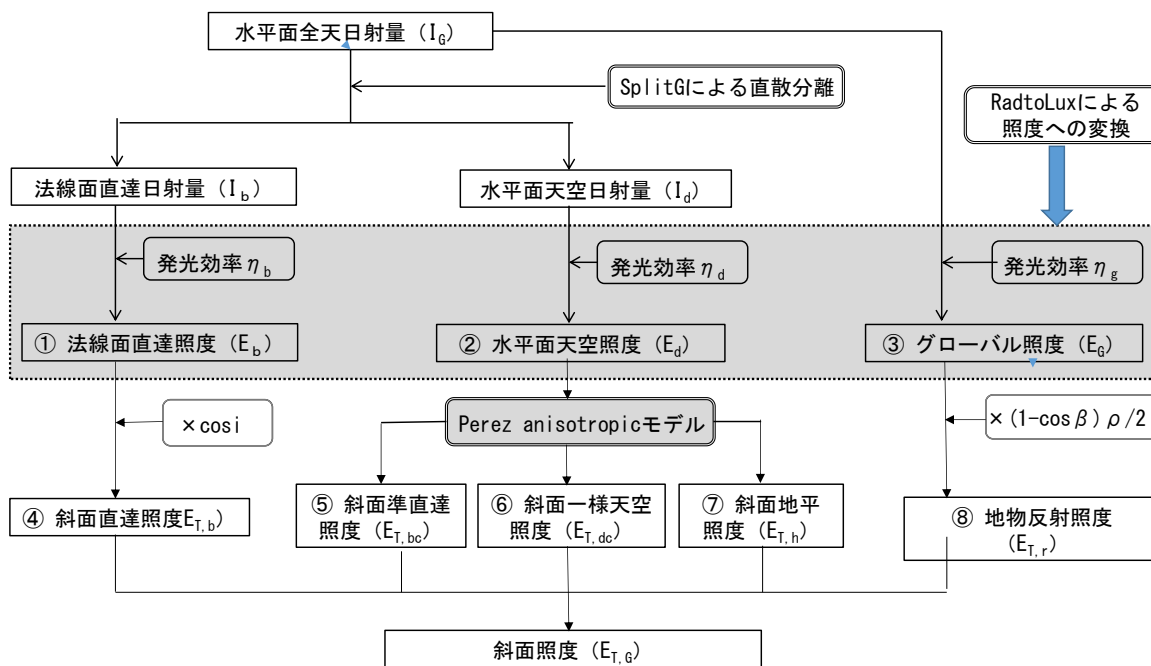 水平面全天日射量（I_G）
SplitGによる直散分離
RadtoLuxによる
照度への変換
法線面直達日射量（I_b）
水平面天空日射量（I_d）
発光効率η_b
発光効率η_d
発光効率η_g
① 法線面直達照度（E_b）
② 水平面天空照度（E_d）
③ グローバル照度（E_G）
×cosi
Perez anisotropicモデル
×(1-cosβ)ρ/2
④ 斜面直達照度E_T,b）
⑤ 斜面準直達
照度（E_T,bc）
⑥ 斜面一様天空
照度（E_T,dc）
⑦ 斜面地平
照度（E_T,h）
⑧ 地物反射照度
（E_T,r）
斜面照度（E_T,G）